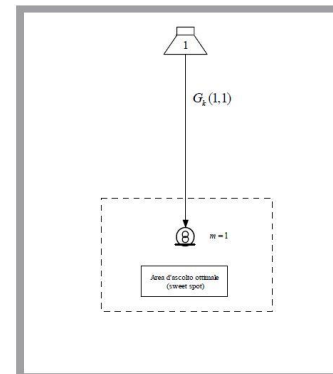 1
G_k(1,1)
m = 1
Area d'ascolto ottimale
(sweet spot)